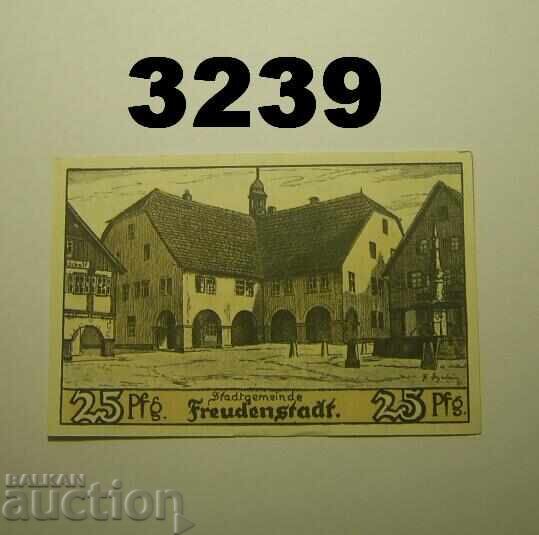 3239
25 Pfg. Stadtgemeinde 25 Pfg.
Freudenstadt.
BALKAN
auction